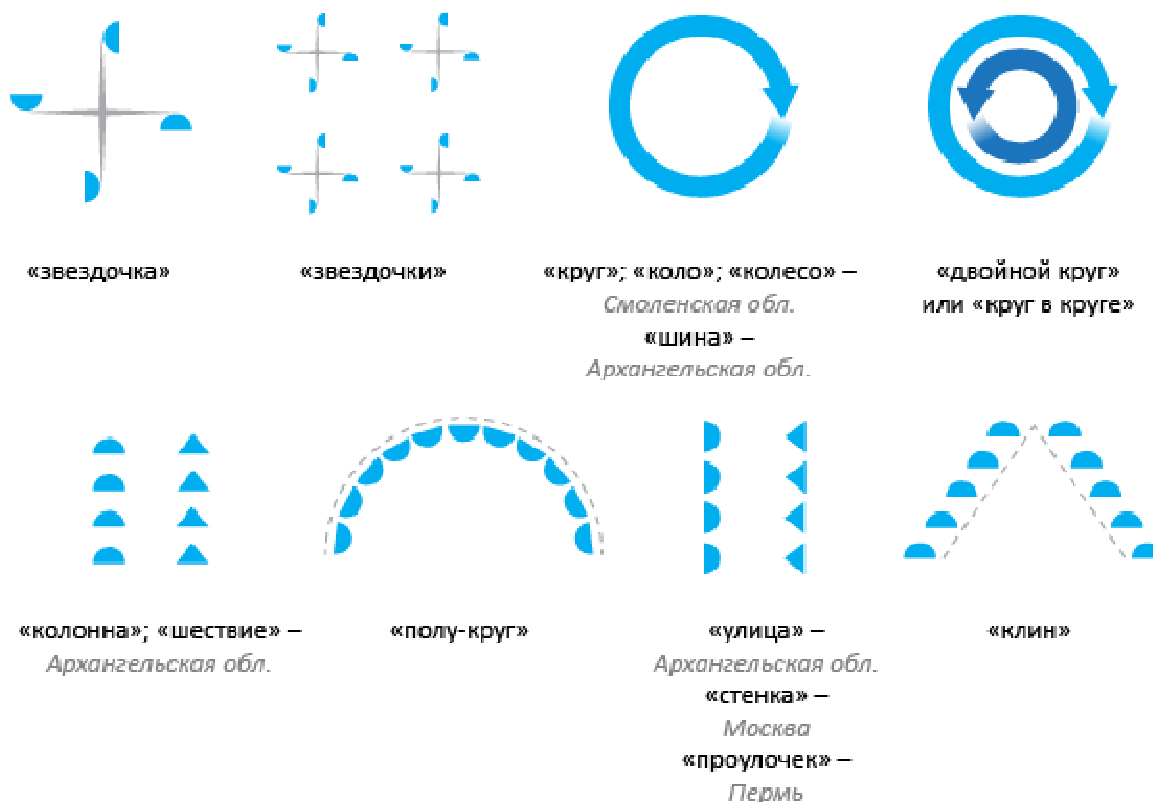 «звездочка»
«звездочки»
«круг»; «коло»; «колесо» –
Смоленская обл.
«шина» –
Архангельская обл.
«двойной круг»
или «круг в круге»
«колонна»; «шествие» –
Архангельская обл.
«полу-круг»
«улица» –
Архангельская обл.
«стенка» –
Москва
«проулочек» –
Пермь
«клин»